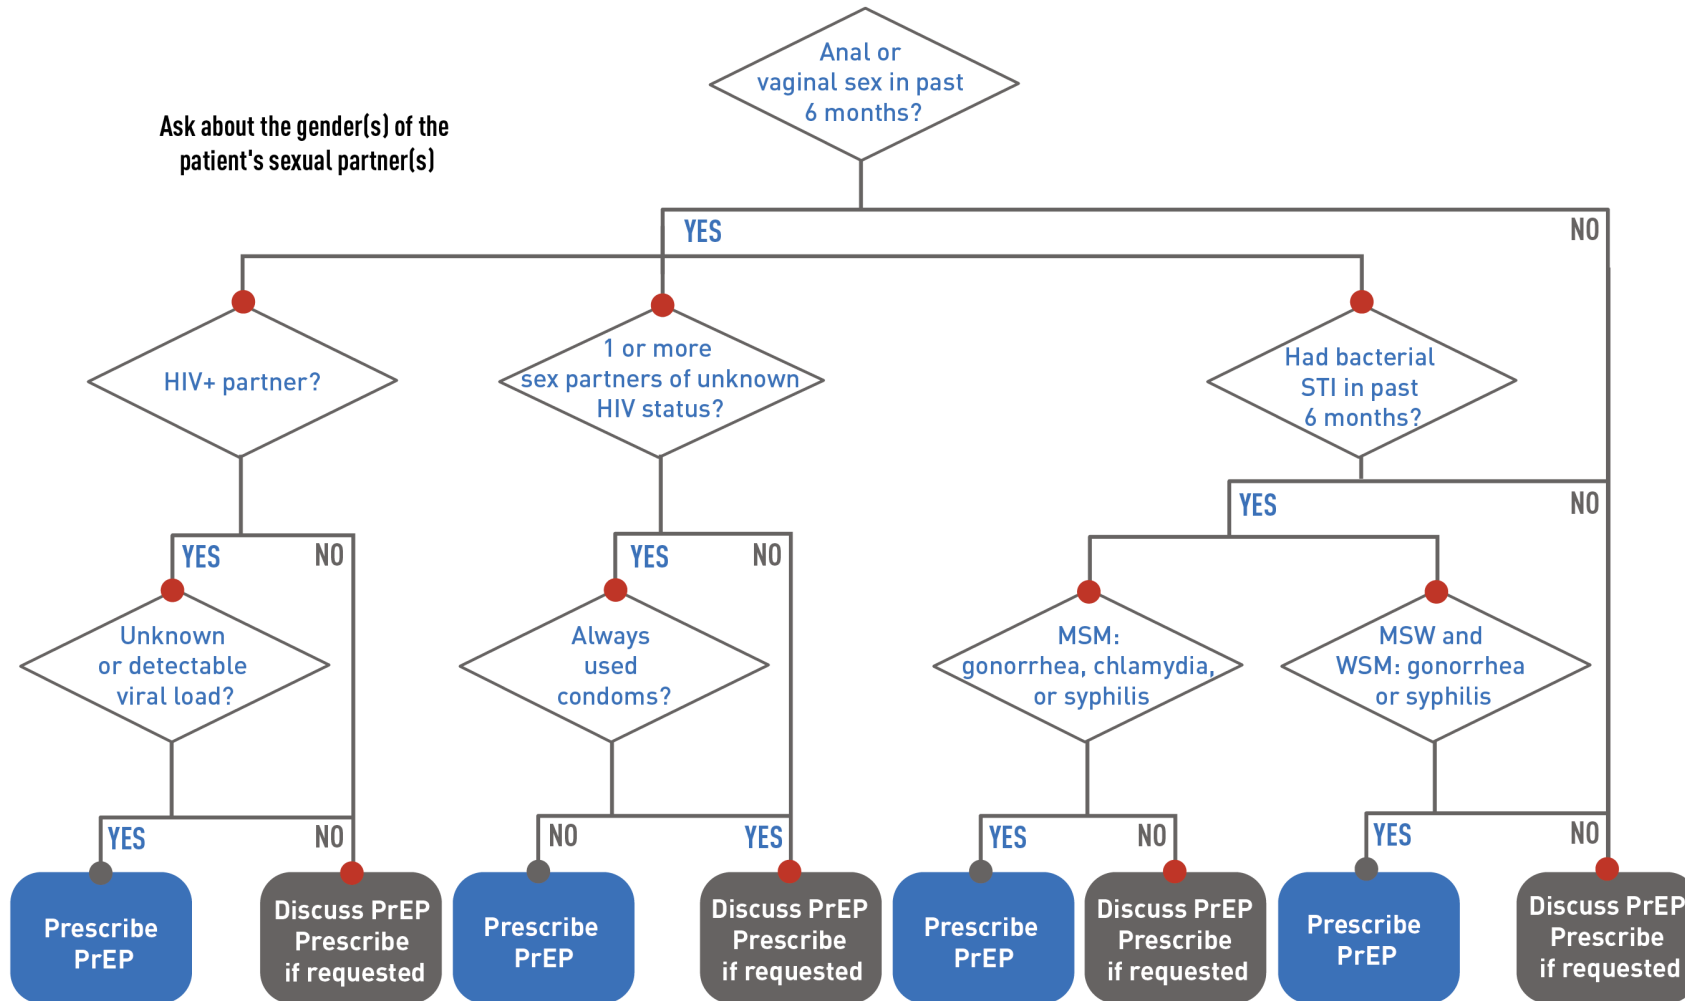 Anal or
vaginal sex in past
6 months?
Ask about the gender(s) of the
patient's sexual partner(s)
YES
NO
HIV+ partner?
1 or more
sex partners of unknown
HIV status?
Had bacterial
STI in past
6 months?
YES
NO
YES
NO
YES
NO
Unknown
or detectable
viral load?
Always
used
condoms?
MSM:
gonorrhea, chlamydia,
or syphilis
MSW and
WSM: gonorrhea
or syphilis
YES
NO
NO
YES
YES
NO
YES
NO
Prescribe
PrEP
Discuss PrEP
Prescribe
if requested
Prescribe
PrEP
Discuss PrEP
Prescribe
if requested
Prescribe
PrEP
Discuss PrEP
Prescribe
if requested
Prescribe
PrEP
Discuss PrEP
Prescribe
if requested